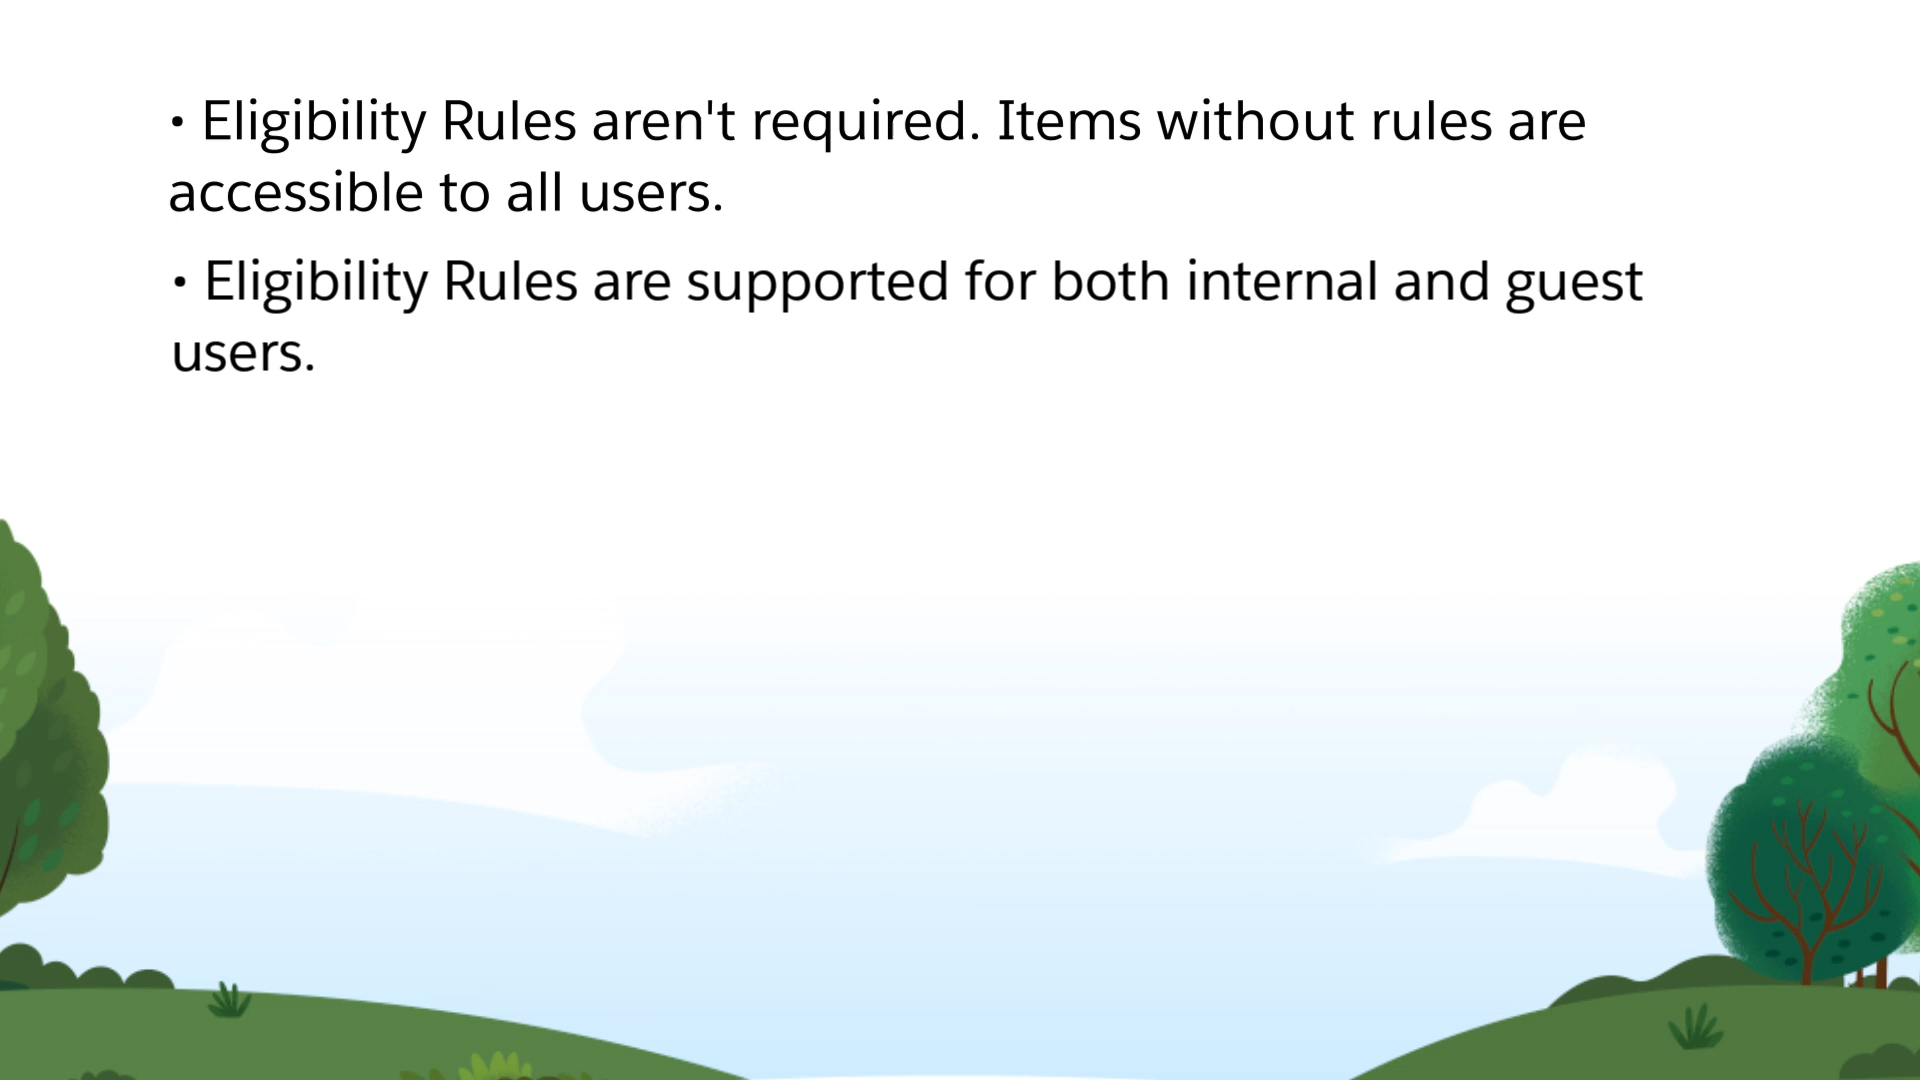 • Eligibility Rules aren't required. Items without rules are
accessible to all users.
• Eligibility Rules are supported for both internal and guest
users.